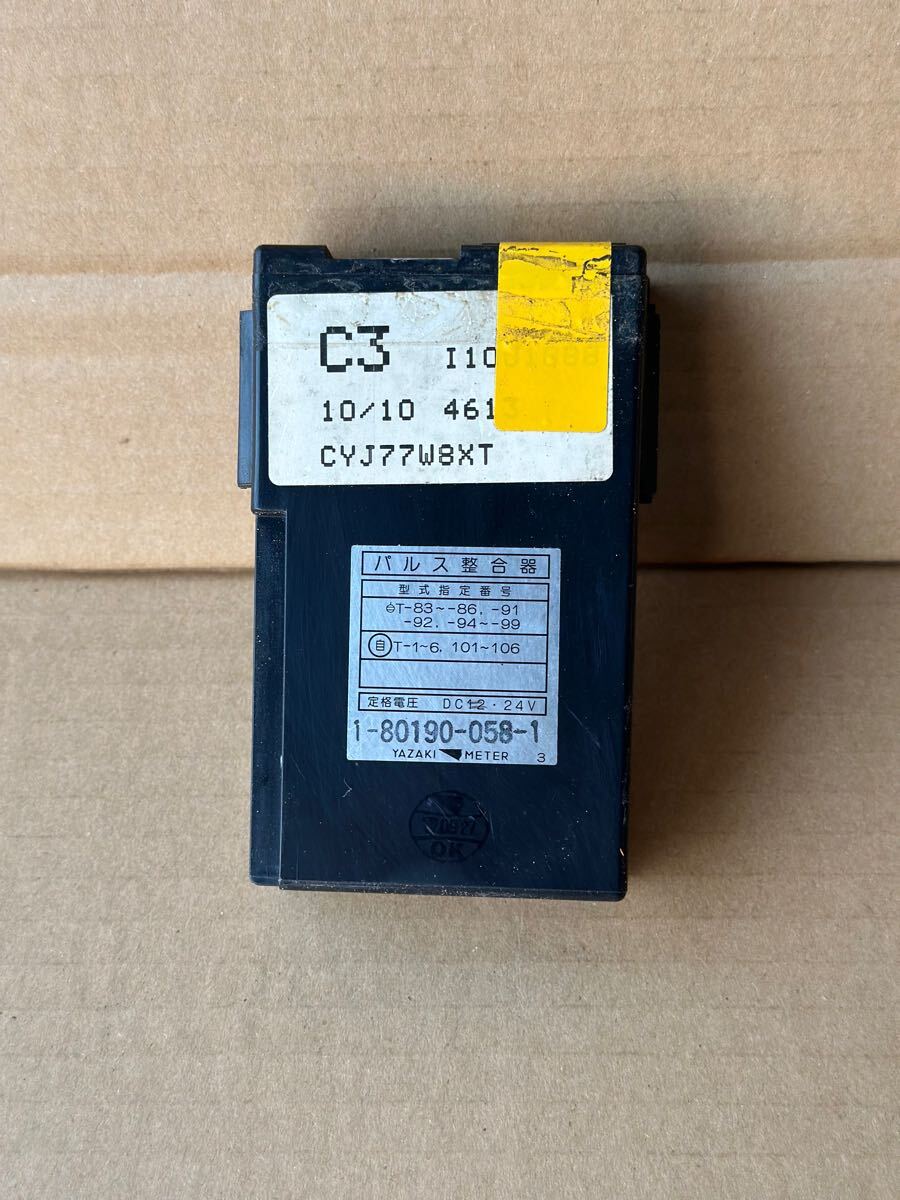 C3
10/10 4613
CYJ77W8XT
パルス整合器
型式指定番号
T-83~-86, -91
-92, -94~-99
自 T-1~6, 101~106
定格電圧 DC12・24V
1-80190-058-1
YAZAKI METER 3
OK